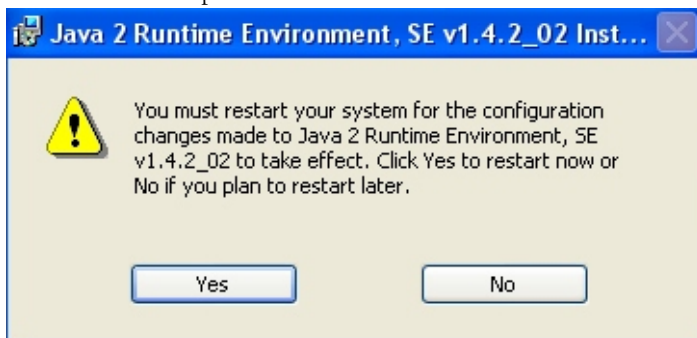 Java 2 Runtime Environment, SE v1.4.2_02 Inst...
You must restart your system for the configuration
changes made to Java 2 Runtime Environment, SE
v1.4.2_02 to take effect. Click Yes to restart now or
No if you plan to restart later.
Yes
No